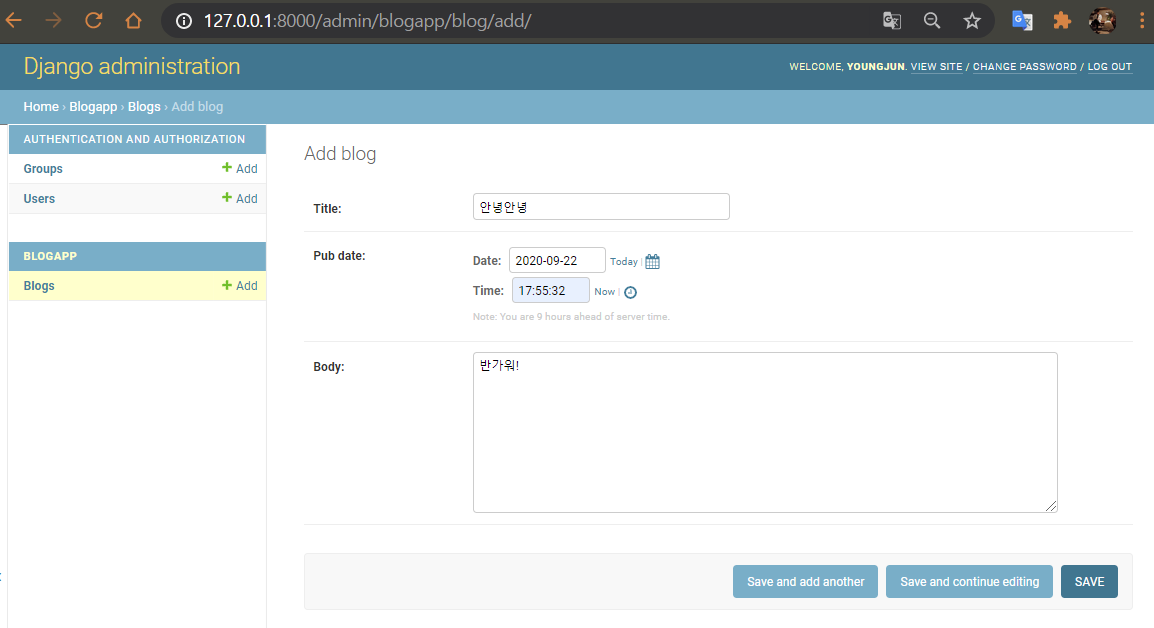 127.0.0.1:8000/admin/blogapp/blog/add/
Django administration
WELCOME, YOUNGJUN. VIEW SITE / CHANGE PASSWORD / LOG OUT
Home › Blogapp › Blogs › Add blog
AUTHENTICATION AND AUTHORIZATION
Groups + Add
Users + Add
BLOGAPP
Blogs + Add
Add blog
Title: 안녕안녕
Pub date:
Date: 2020-09-22 Today |
Time: 17:55:32 Now |
Note: You are 9 hours ahead of server time.
Body: 반가워!
Save and add another Save and continue editing SAVE